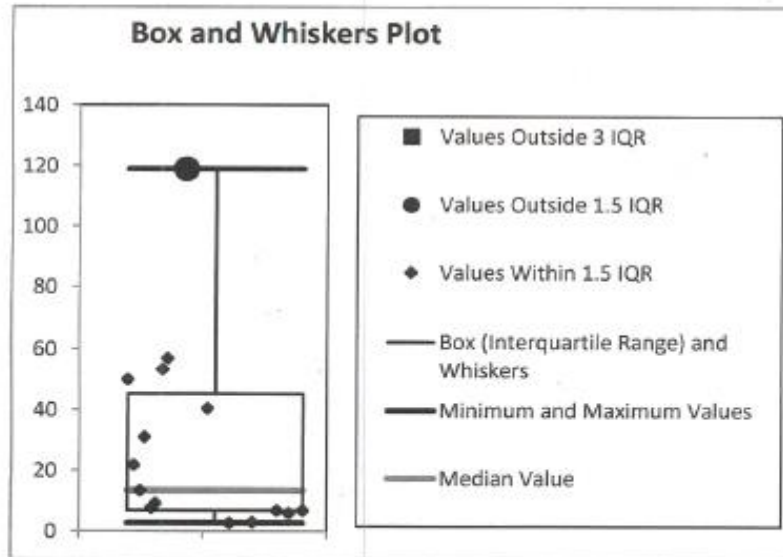 Box and Whiskers Plot
140
120
100
80
60
40
20
0
Values Outside 3 IQR
Values Outside 1.5 IQR
Values Within 1.5 IQR
Box (Interquartile Range) and
Whiskers
Minimum and Maximum Values
Median Value